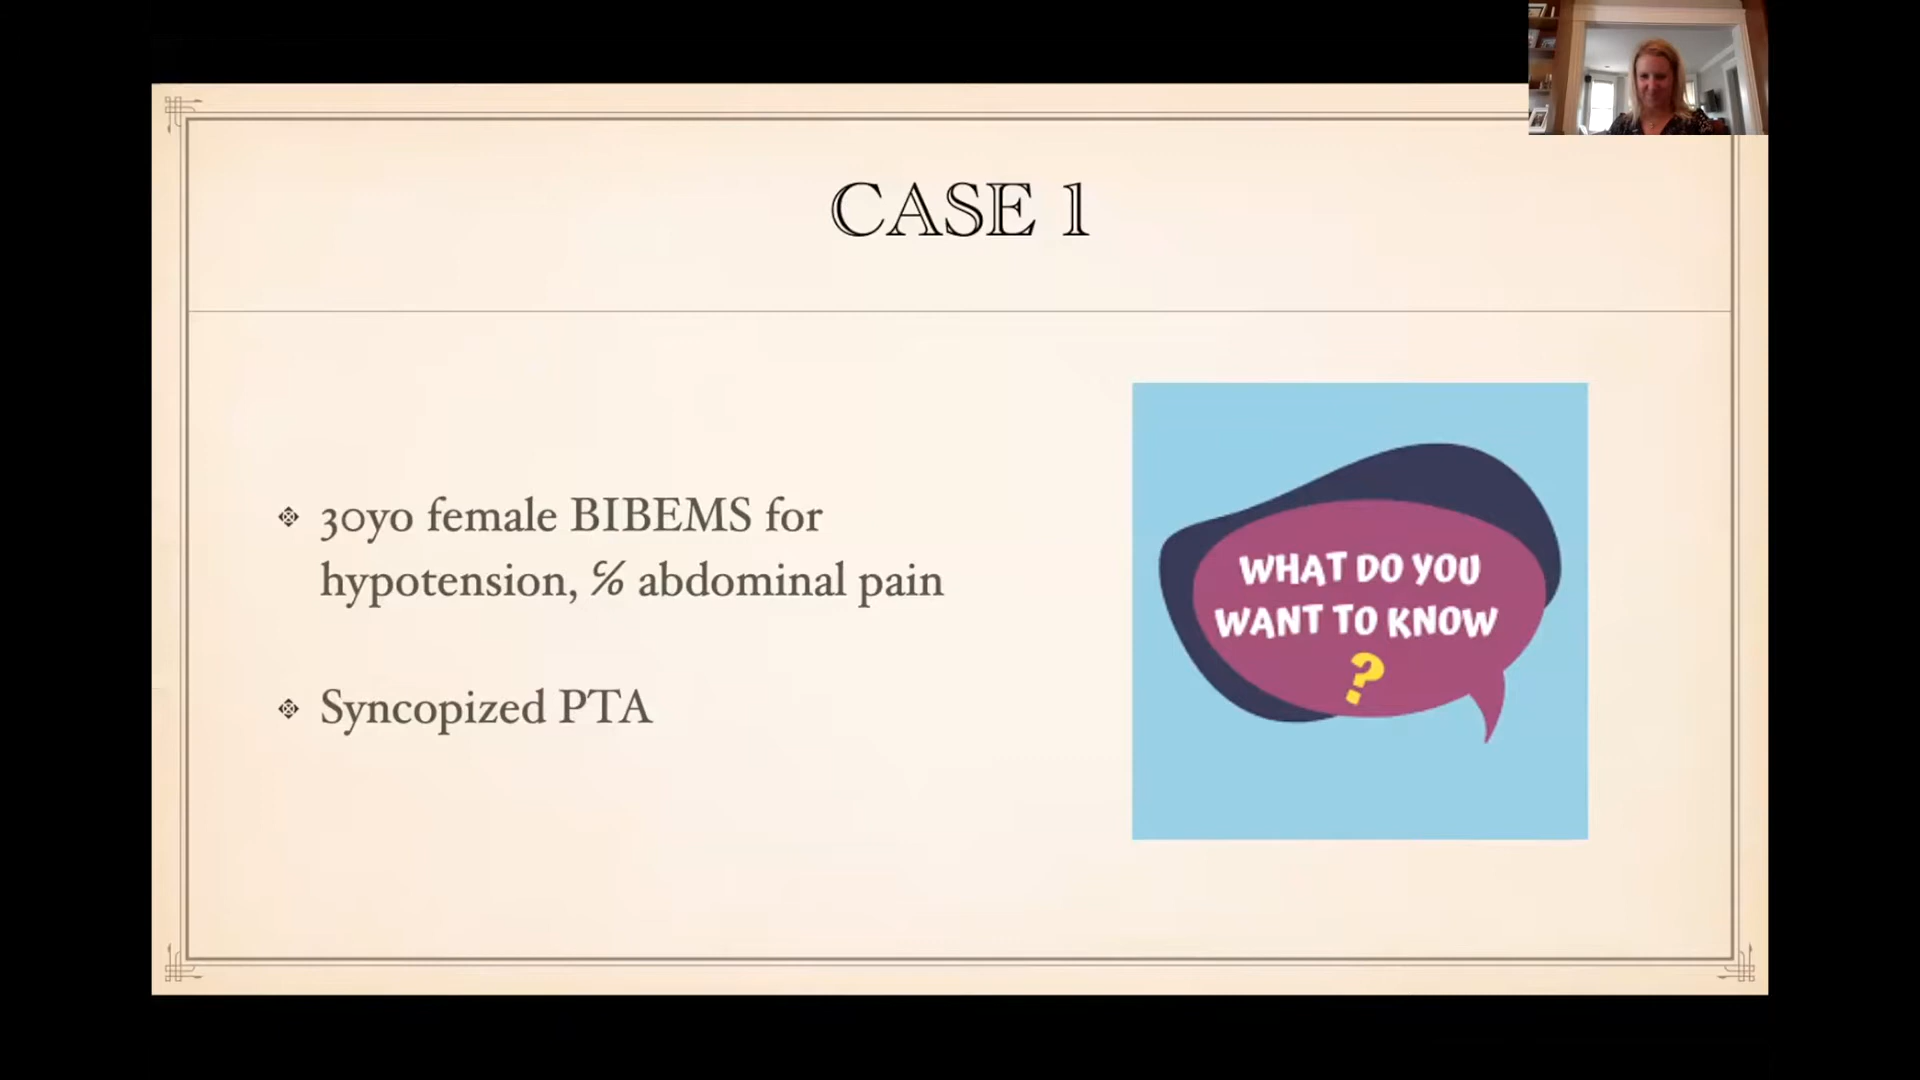 CASE 1
30yo female BIBEMS for
hypotension, ℅ abdominal pain
Syncopized PTA
WHAT DO YOU
WANT TO KNOW
?